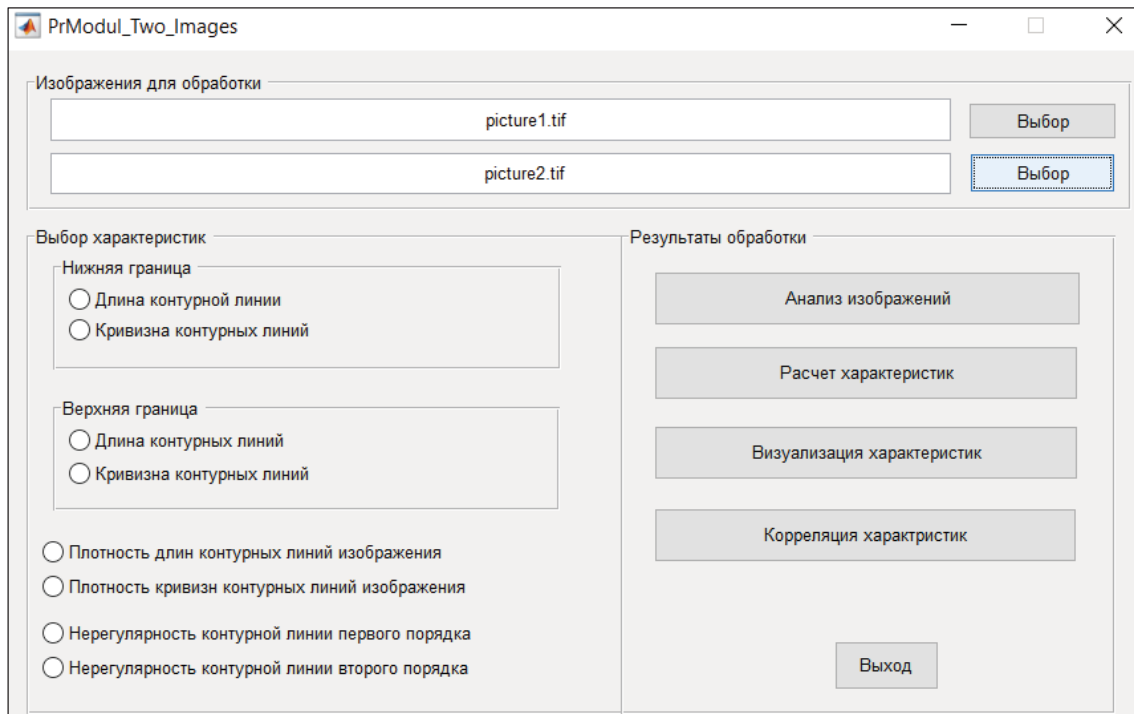 PrModul_Two_Images
Изображения для обработки
picture1.tif
Выбор
picture2.tif
Выбор
Выбор характеристик
Нижняя граница
Длина контурной линии
Кривизна контурных линий
Верхняя граница
Длина контурных линий
Кривизна контурных линий
Плотность длин контурных линий изображения
Плотность кривизн контурных линий изображения
Нерегулярность контурной линии первого порядка
Нерегулярность контурной линии второго порядка
Результаты обработки
Анализ изображений
Расчет характеристик
Визуализация характеристик
Корреляция характристик
Выход